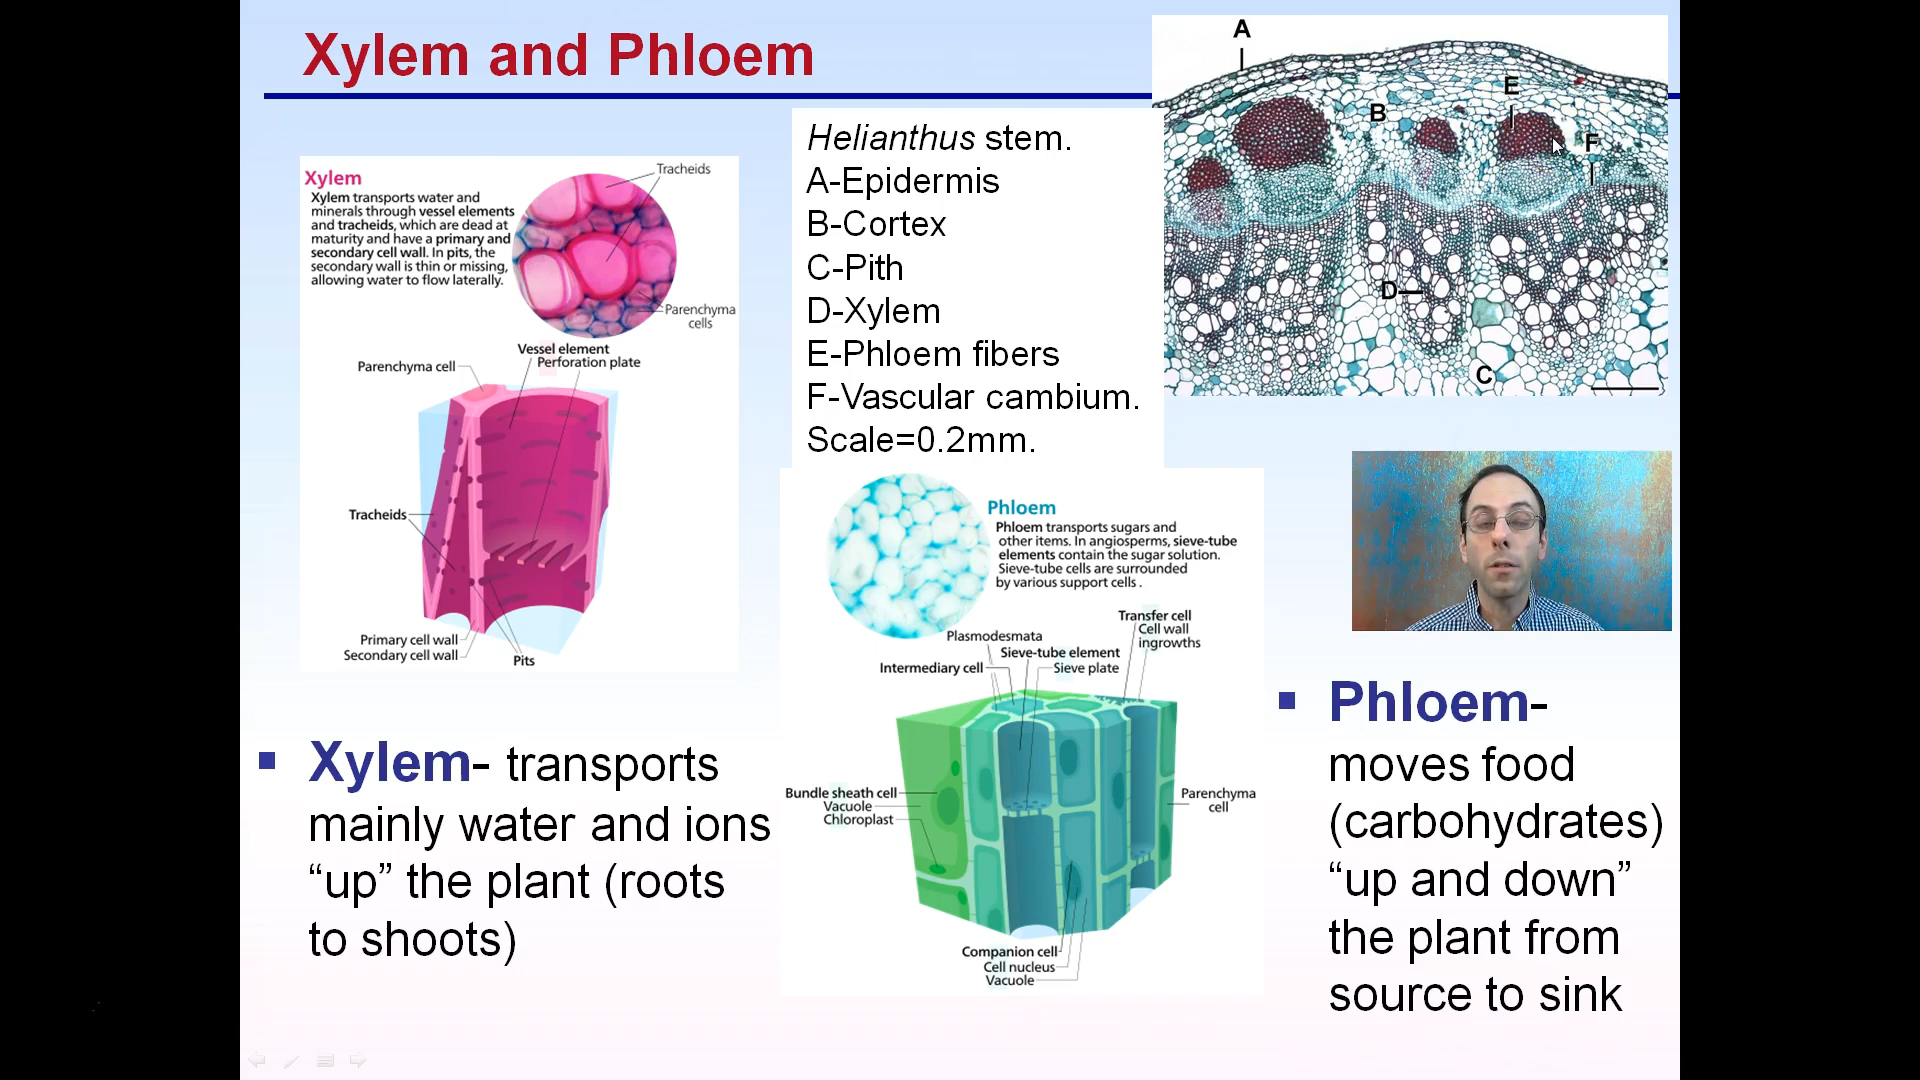 Xylem and Phloem
Xylem
Xylem transports water and
minerals through vessel elements
and tracheids, which are dead at
maturity and have a primary and
secondary cell wall. In pits, the
secondary wall is thin or missing,
allowing water to flow laterally.
Tracheids
Parenchyma
cells
Vessel element
Perforation plate
Parenchyma cell
Tracheids
Primary cell wall
Secondary cell wall
Pits
Helianthus stem.
A-Epidermis
B-Cortex
C-Pith
D-Xylem
E-Phloem fibers
F-Vascular cambium.
Scale=0.2mm.
A
E
B
F
D
C
Phloem
Phloem transports sugars and
other items. In angiosperms, sieve-tube
elements contain the sugar solution.
Sieve-tube cells are surrounded
by various support cells .
Transfer cell
Cell wall
ingrowths
Plasmodesmata
Sieve-tube element
Intermediary cell
Sieve plate
Bundle sheath cell
Vacuole
Chloroplast
Parenchyma
cell
Companion cell
Cell nucleus
Vacuole
▪ Xylem- transports
mainly water and ions
“up” the plant (roots
to shoots)
▪ Phloem-
moves food
(carbohydrates)
“up and down”
the plant from
source to sink